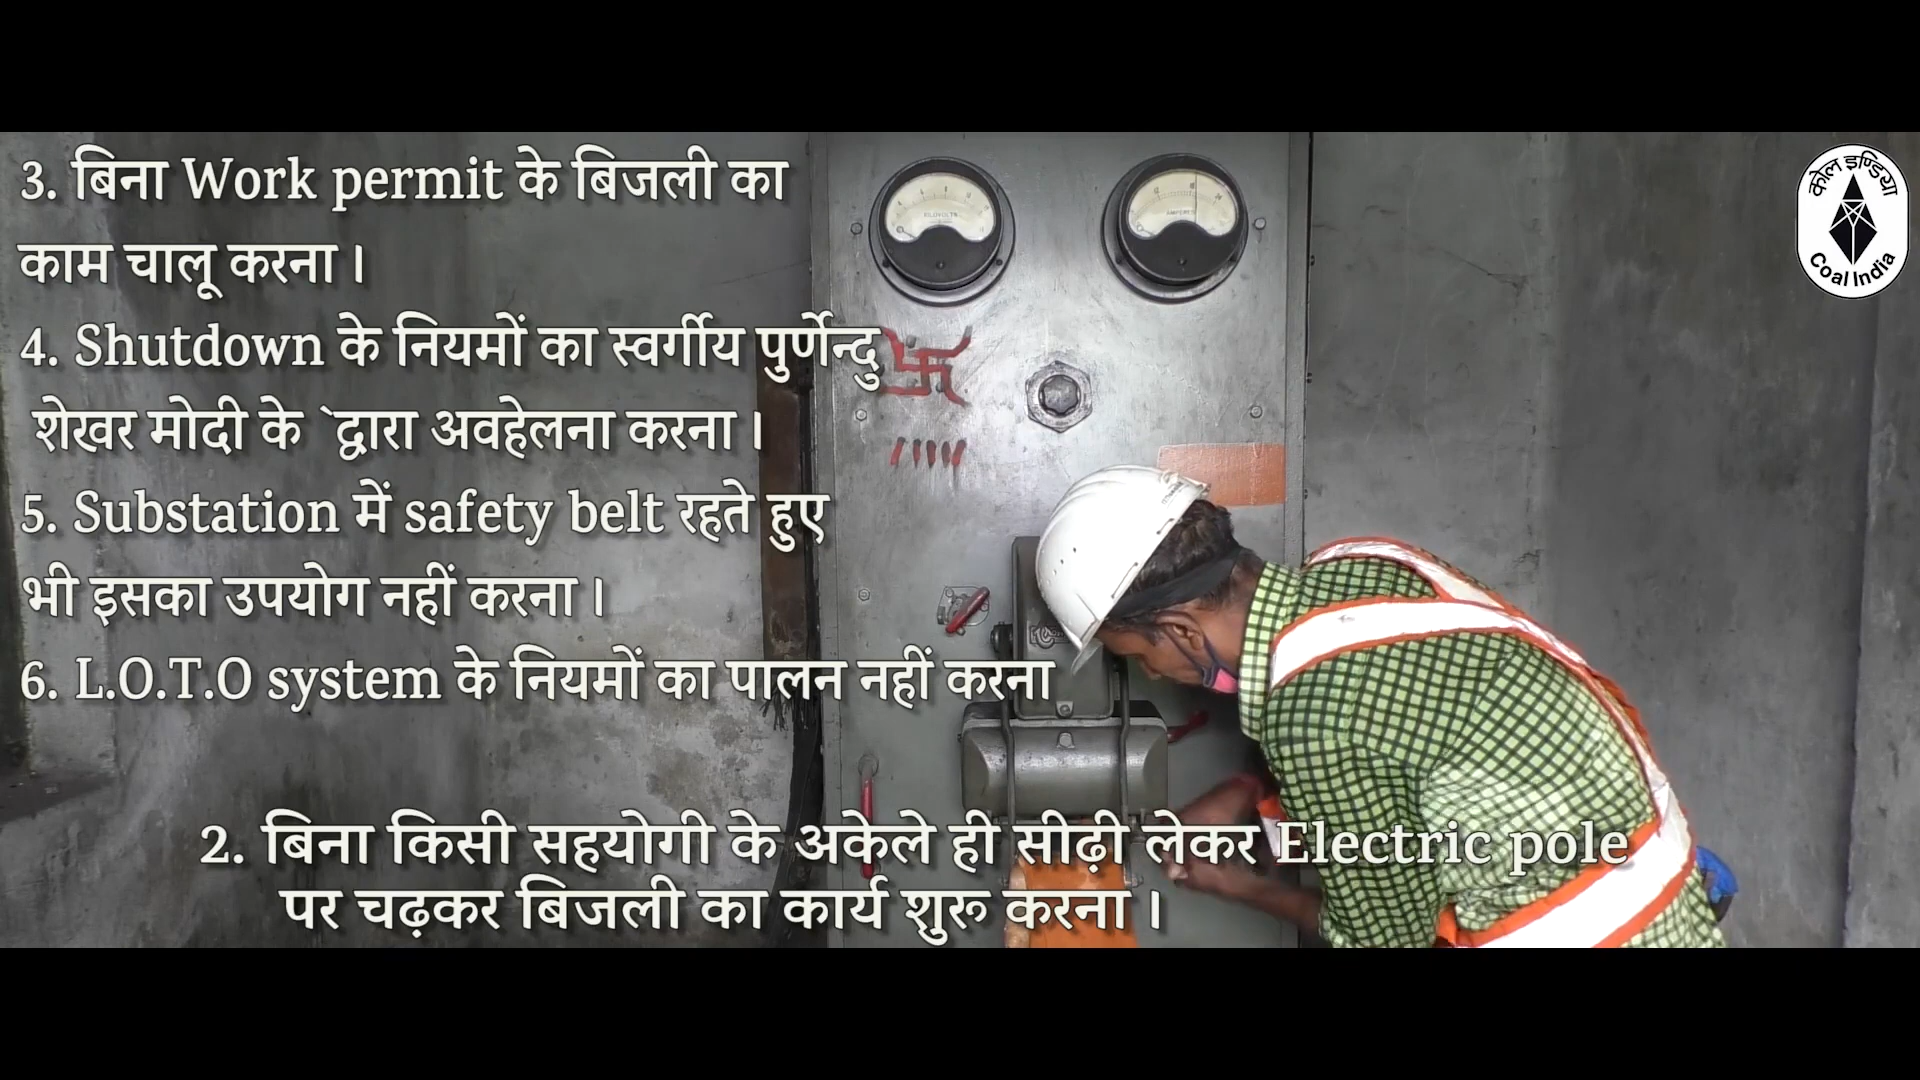 3. बिना Work permit के बिजली का
काम चालू करना ।
4. Shutdown के नियमों का स्वर्गीय पुर्णेन्दु
शेखर मोदी के `द्वारा अवहेलना करना ।
5. Substation में safety belt रहते हुए
भी इसका उपयोग नहीं करना ।
6. L.O.T.O system के नियमों का पालन नहीं करना
2. बिना किसी सहयोगी के अकेले ही सीढ़ी लेकर Electric pole
पर चढ़कर बिजली का कार्य शुरू करना ।
कोल इण्डिया
Coal India
KILOVOLTS
AMPERES